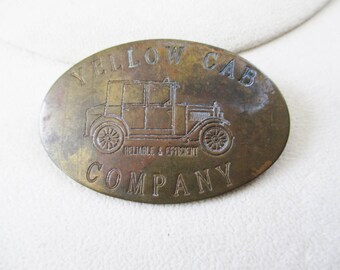 YELLOW CAB
RELIABLE & EFFICIENT
COMPANY